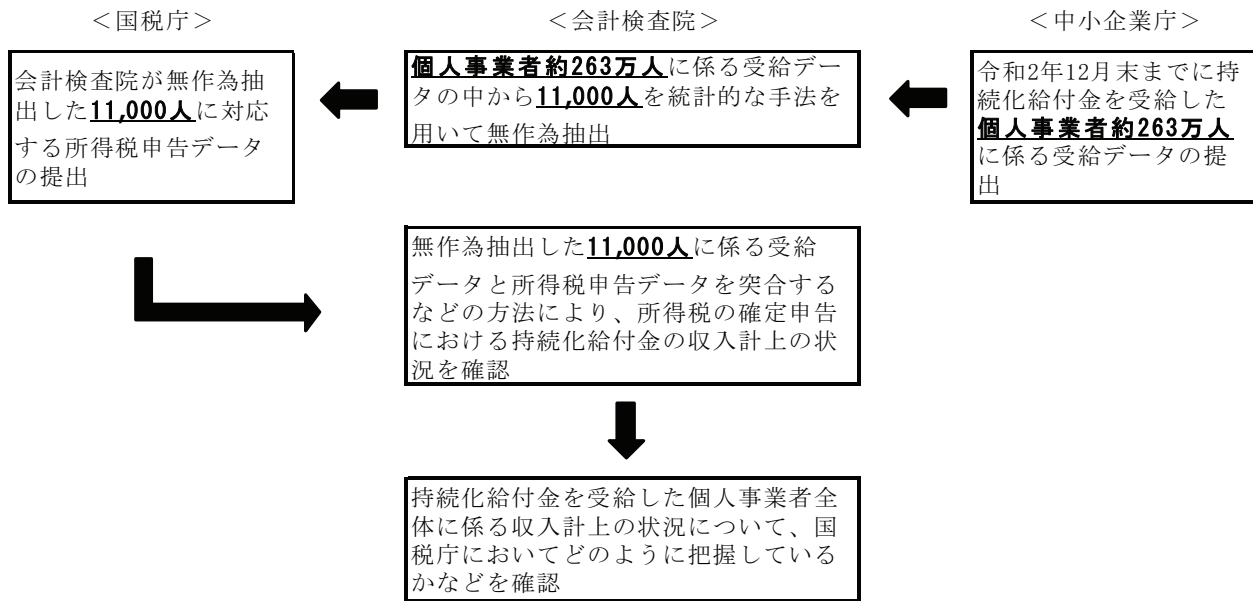 ＜国税庁＞
会計検査院が無作為抽
出した11,000人に対応
する所得税申告データ
の提出
＜会計検査院＞
個人事業者約263万人に係る受給デー
タの中から11,000人を統計的な手法を
用いて無作為抽出
＜中小企業庁＞
令和2年12月末までに持
続化給付金を受給した
個人事業者約263万人
に係る受給データの提
出
無作為抽出した11,000人に係る受給
データと所得税申告データを突合する
などの方法により、所得税の確定申告
における持続化給付金の収入計上の状
況を確認
持続化給付金を受給した個人事業者全
体に係る収入計上の状況について、国
税庁においてどのように把握している
かなどを確認